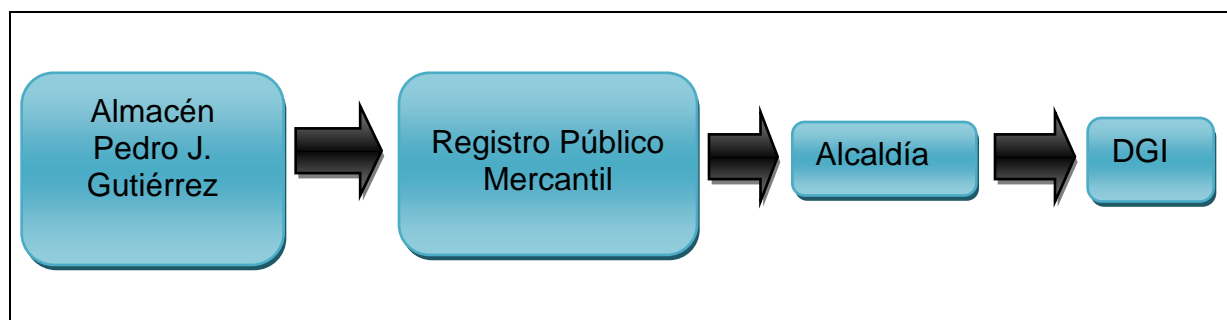 Almacén
Pedro J.
Gutiérrez
Registro Público
Mercantil
Alcaldía
DGI